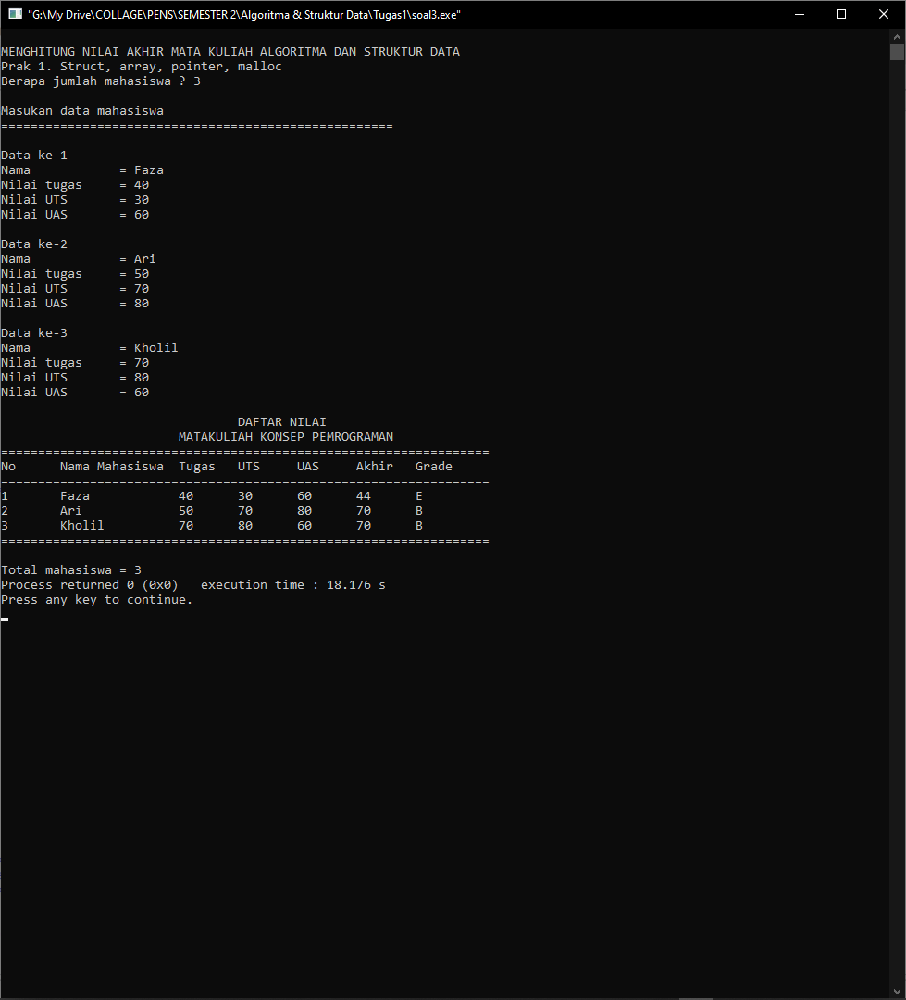 "G:\My Drive\COLLAGE\PENS\SEMESTER 2\Algoritma & Struktur Data\Tugas1\soal3.exe"
MENGHITUNG NILAI AKHIR MATA KULIAH ALGORITMA DAN STRUKTUR DATA
Prak 1. Struct, array, pointer, malloc
Berapa jumlah mahasiswa ? 3
Masukan data mahasiswa
=====================================================
Data ke-1
Nama            = Faza
Nilai tugas     = 40
Nilai UTS       = 30
Nilai UAS       = 60
Data ke-2
Nama            = Ari
Nilai tugas     = 50
Nilai UTS       = 70
Nilai UAS       = 80
Data ke-3
Nama            = Kholil
Nilai tugas     = 70
Nilai UTS       = 80
Nilai UAS       = 60
                                DAFTAR NILAI
                        MATAKULIAH KONSEP PEMROGRAMAN
==================================================================
No      Nama Mahasiswa  Tugas   UTS     UAS     Akhir   Grade
==================================================================
1       Faza            40      30      60      44      E
2       Ari             50      70      80      70      B
3       Kholil          70      80      60      70      B
==================================================================
Total mahasiswa = 3
Process returned 0 (0x0)   execution time : 18.176 s
Press any key to continue.